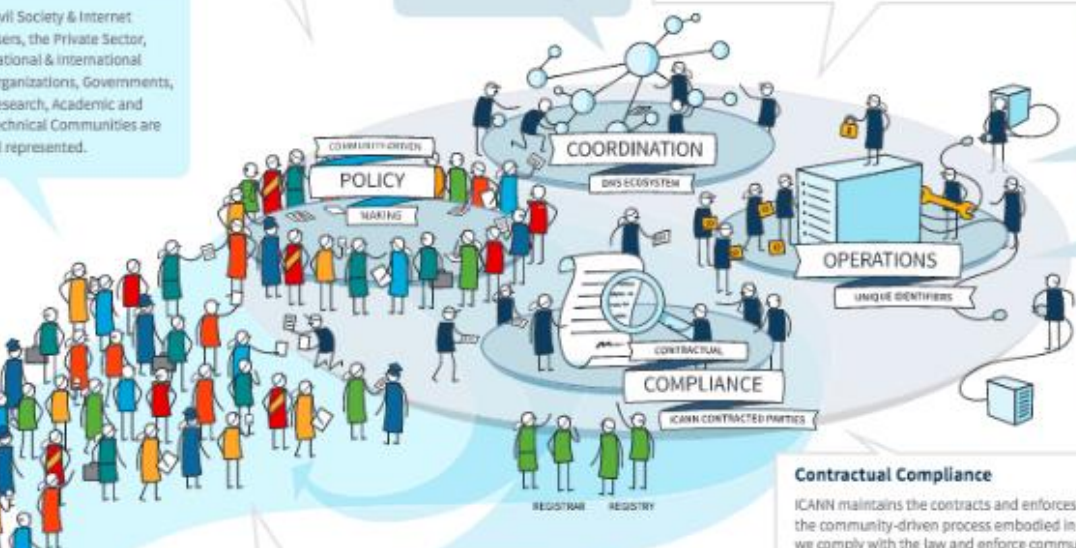 vil Society & Internet
sers, the Private Sector,
ational & International
rganizations, Governments,
esearch, Academic and
echnical Communities are
l represented.
COMMUNITY-DRIVEN
POLICY
MAKING
COORDINATION
DNS ECOSYSTEM
OPERATIONS
UNIQUE IDENTIFIERS
CONTRACTUAL
COMPLIANCE
ICANN CONTRACTED PARTIES
REGISTRAR REGISTRY
Contractual Compliance
ICANN maintains the contracts and enforces
the community-driven process embodied in
we comply with the law and enforce commu